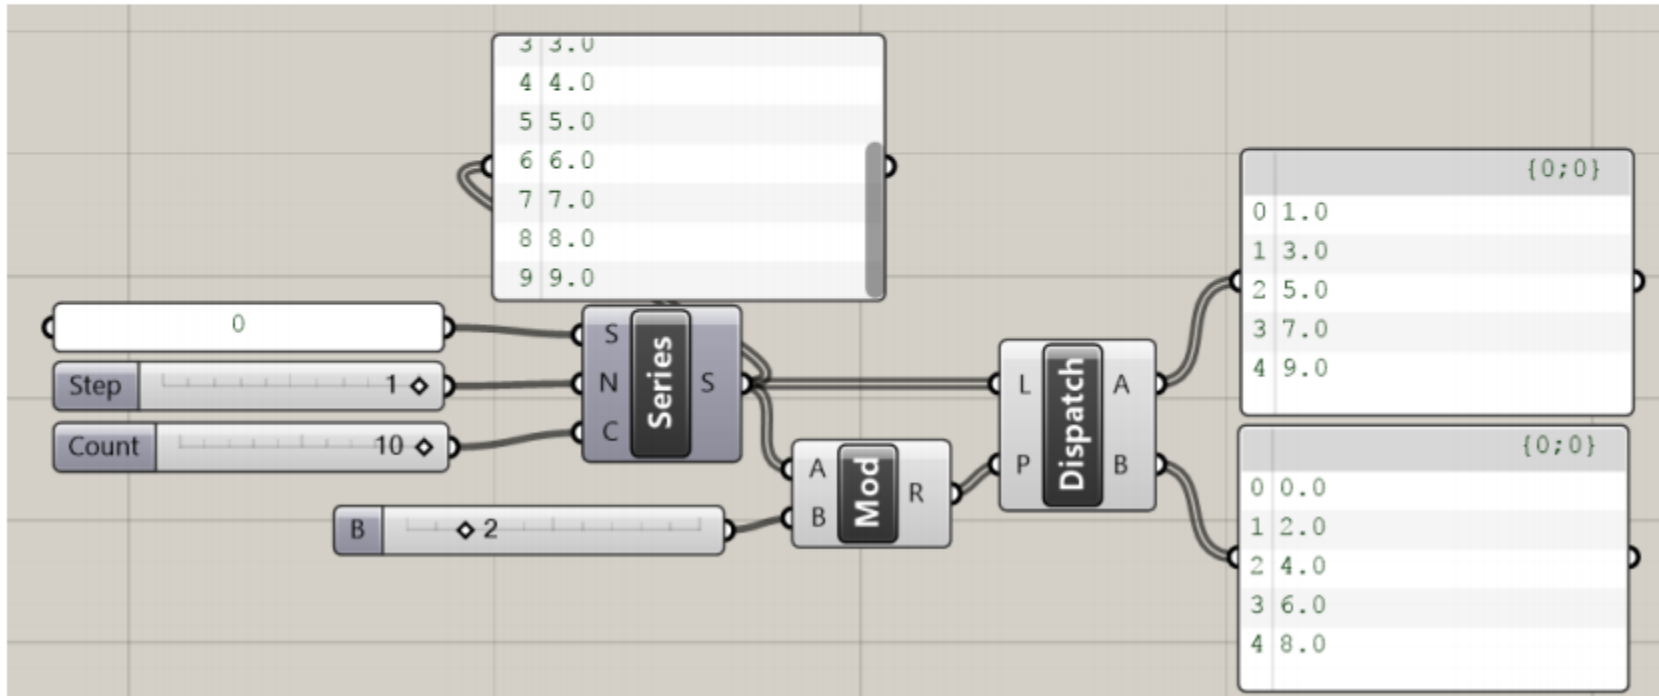 3 3.0
4 4.0
5 5.0
6 6.0
7 7.0
8 8.0
9 9.0
{0;0}
0 1.0
1 3.0
2 5.0
3 7.0
4 9.0
0
Step 1
Count 10
S
N
C
Series
S
B 2
A
B
Mod
R
L
P
Dispatch
A
B
{0;0}
0 0.0
1 2.0
2 4.0
3 6.0
4 8.0